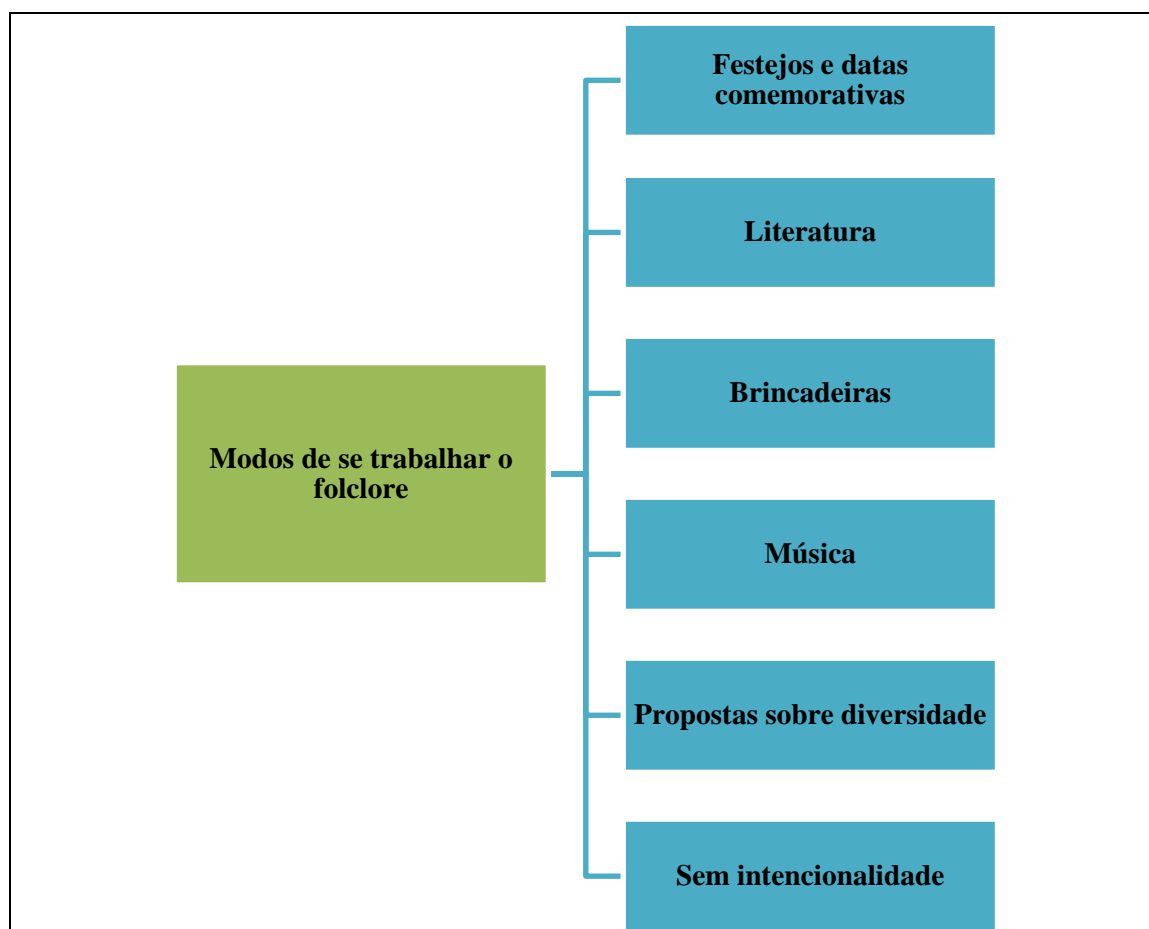 Festejos e datas
comemorativas
Literatura
Brincadeiras
Modos de se trabalhar o
folclore
Música
Propostas sobre diversidade
Sem intencionalidade